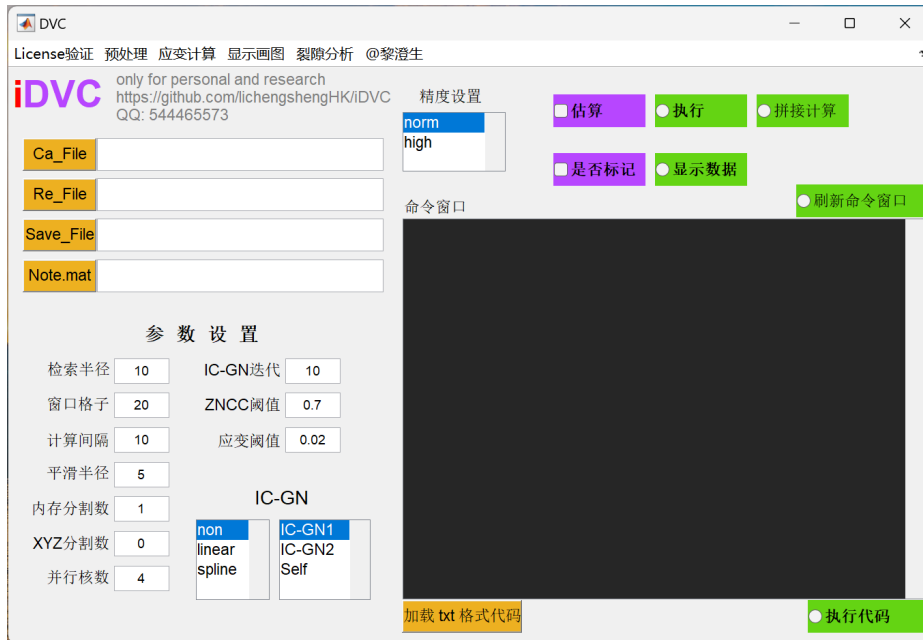 DVC
License验证 预处理 应变计算 显示画图 裂隙分析 @黎澄生
iDVC
only for personal and research
https://github.com/lichengshengHK/iDVC
QQ: 544465573
Ca_File
Re_File
Save_File
Note.mat
精度设置
norm
high
估算 执行 拼接计算
是否标记 显示数据
刷新命令窗口
命令窗口
参 数 设 置
检索半径 10 IC-GN迭代 10
窗口格子 20 ZNCC阈值 0.7
计算间隔 10 应变阈值 0.02
平滑半径 5
内存分割数 1
XYZ分割数 0
并行核数 4
IC-GN
non
linear
spline
IC-GN1
IC-GN2
Self
加载 txt 格式代码
执行代码